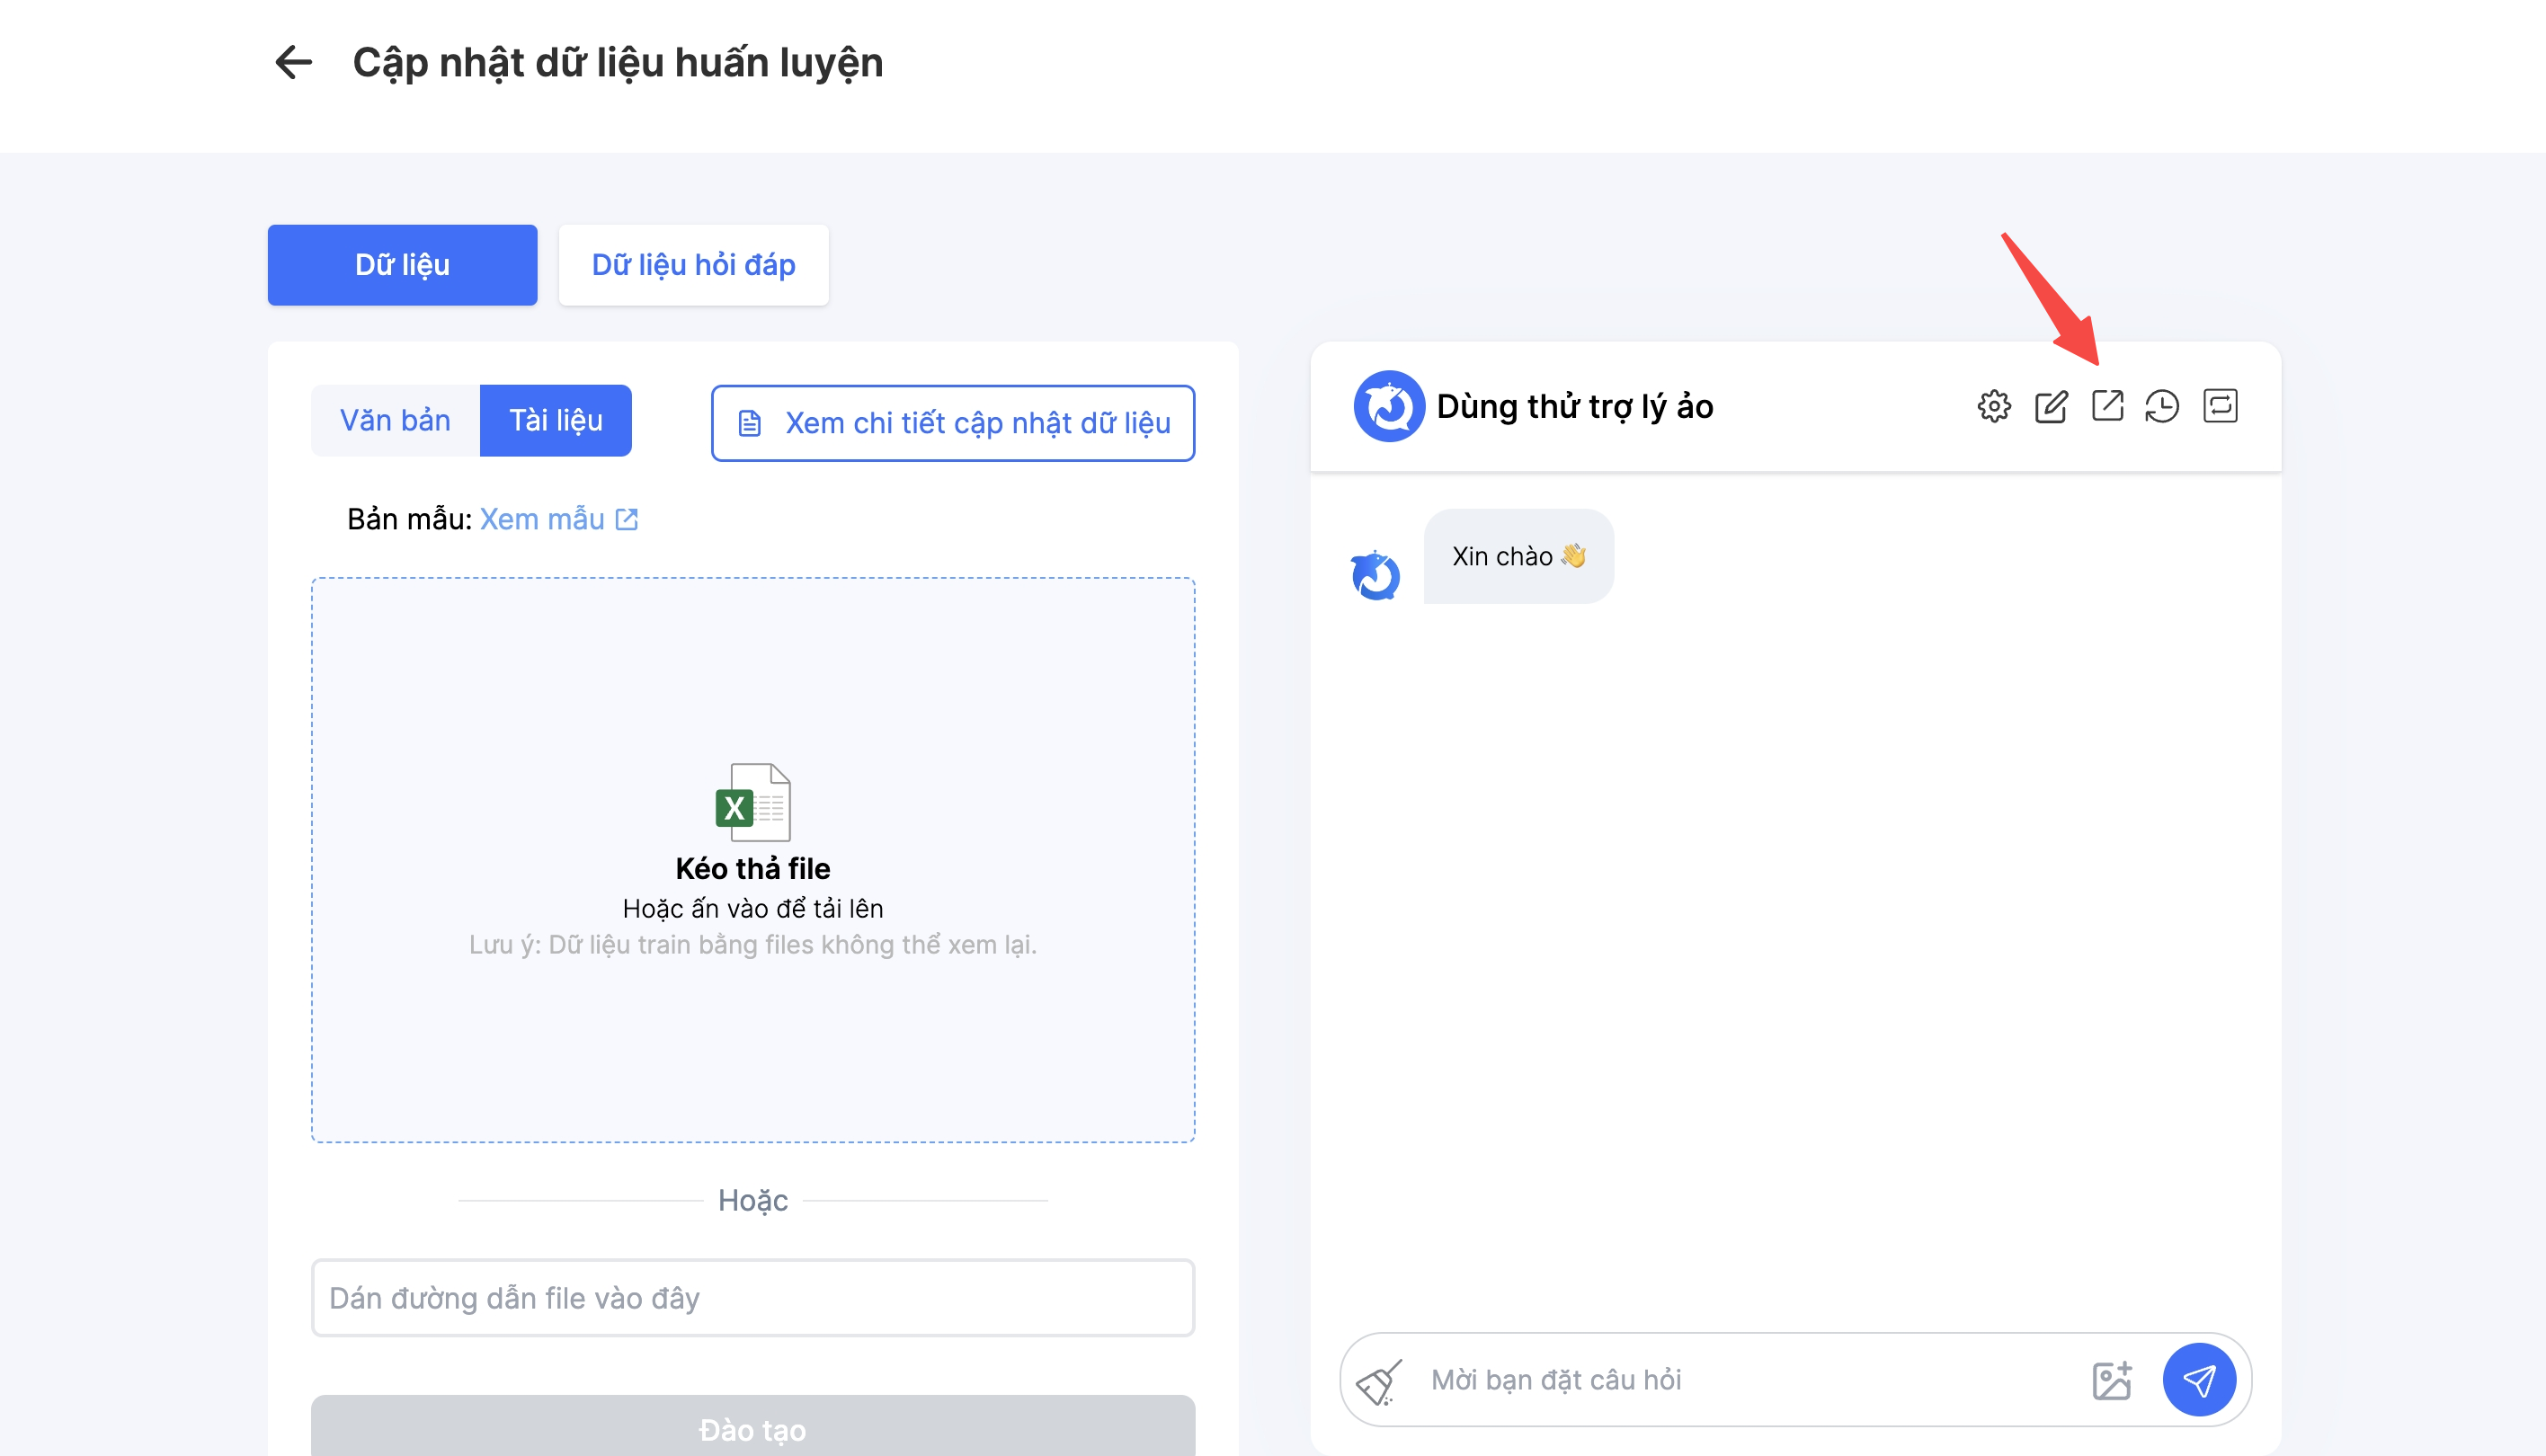 Cập nhật dữ liệu huấn luyện
Dữ liệu
Dữ liệu hỏi đáp
Văn bản
Tài liệu
Xem chi tiết cập nhật dữ liệu
Bản mẫu: Xem mẫu
X
Kéo thả file
Hoặc ấn vào để tải lên
Lưu ý: Dữ liệu train bằng files không thể xem lại.
Hoặc
Dán đường dẫn file vào đây
Đào tạo
Dùng thử trợ lý ảo
Xin chào 👋
Mời bạn đặt câu hỏi